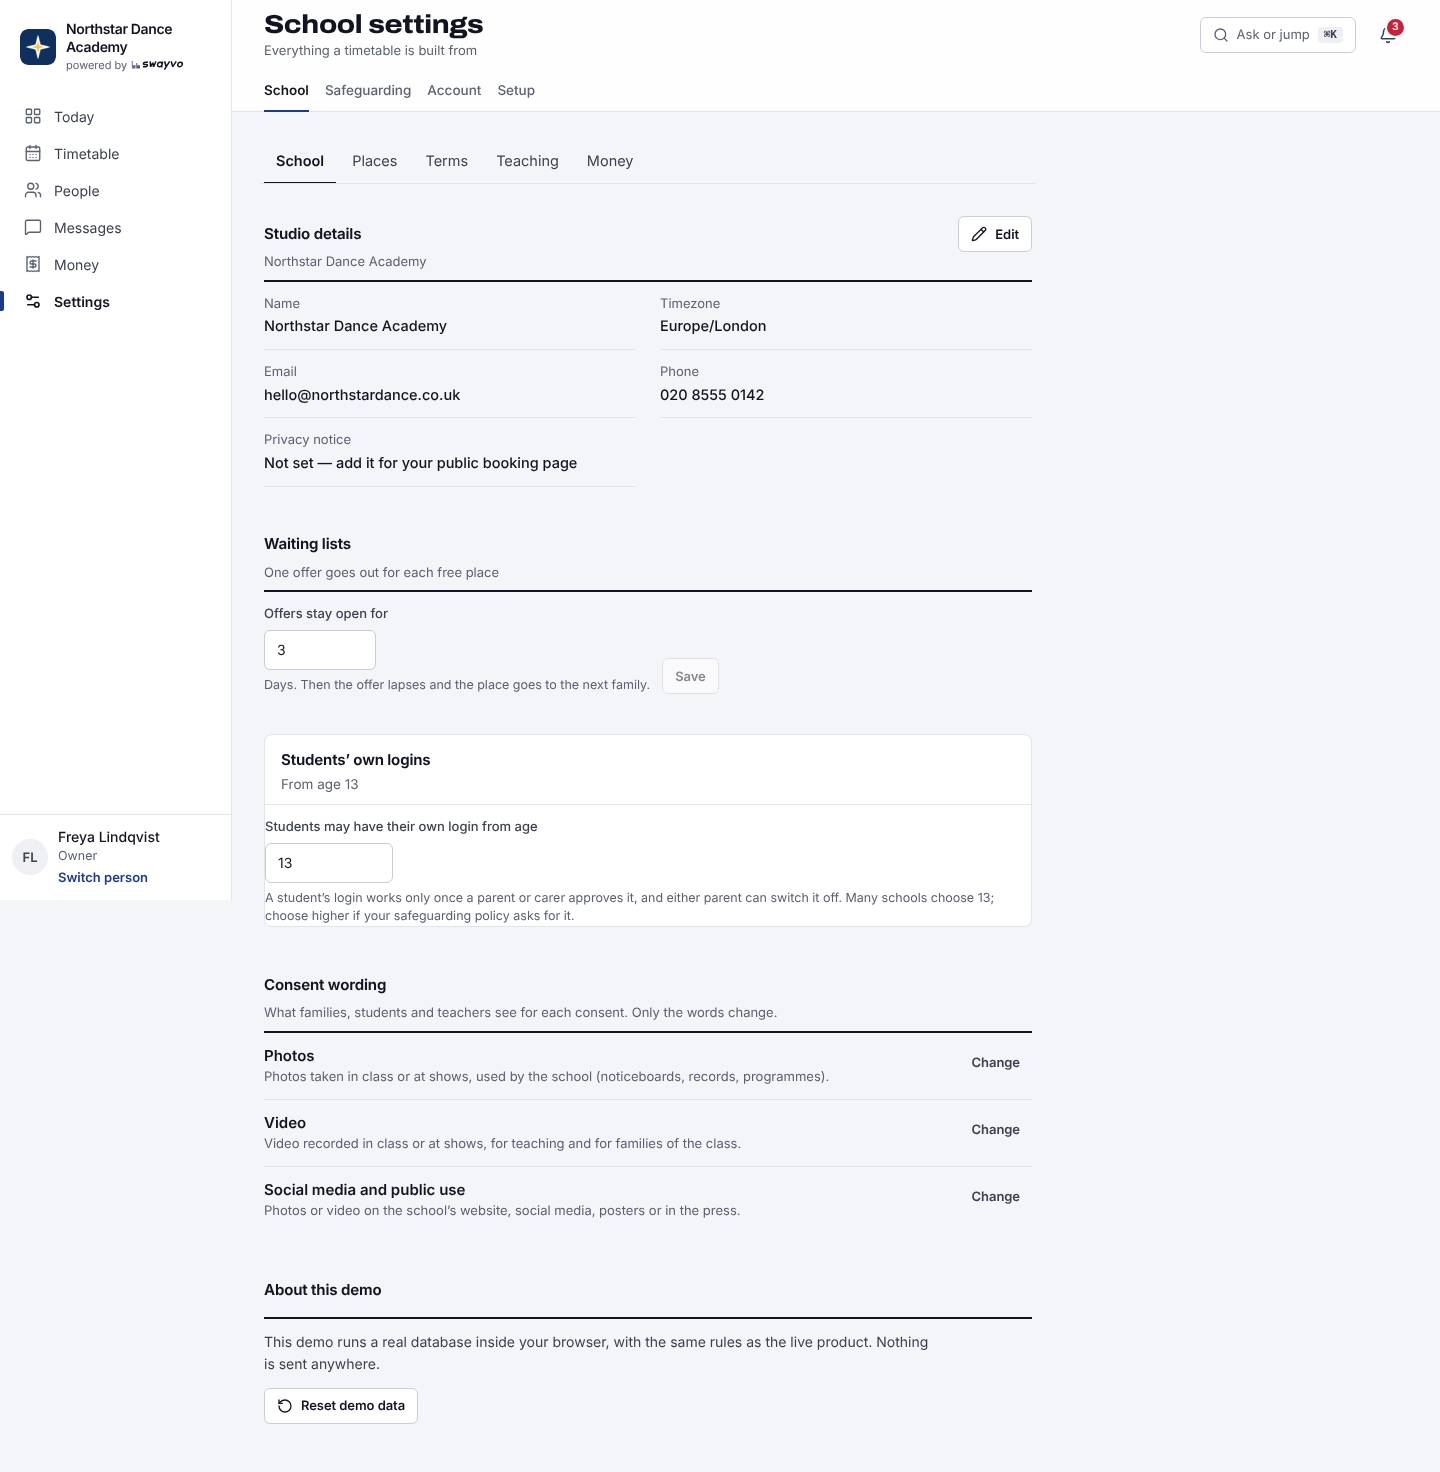 Northstar Dance
Academy
powered by swayvo
Today
Timetable
People
Messages
Money
Settings
FL
Freya Lindqvist
Owner
Switch person
School settings
Everything a timetable is built from
Ask or jump ⌘K
3
School Safeguarding Account Setup
School Places Terms Teaching Money
Studio details
Edit
Northstar Dance Academy
Name
Northstar Dance Academy
Timezone
Europe/London
Email
hello@northstardance.co.uk
Phone
020 8555 0142
Privacy notice
Not set — add it for your public booking page
Waiting lists
One offer goes out for each free place
Offers stay open for
3
Days. Then the offer lapses and the place goes to the next family.
Save
Students’ own logins
From age 13
Students may have their own login from age
13
A student’s login works only once a parent or carer approves it, and either parent can switch it off. Many schools choose 13;
choose higher if your safeguarding policy asks for it.
Consent wording
What families, students and teachers see for each consent. Only the words change.
Photos
Photos taken in class or at shows, used by the school (noticeboards, records, programmes).
Change
Video
Video recorded in class or at shows, for teaching and for families of the class.
Change
Social media and public use
Photos or video on the school’s website, social media, posters or in the press.
Change
About this demo
This demo runs a real database inside your browser, with the same rules as the live product. Nothing
is sent anywhere.
Reset demo data